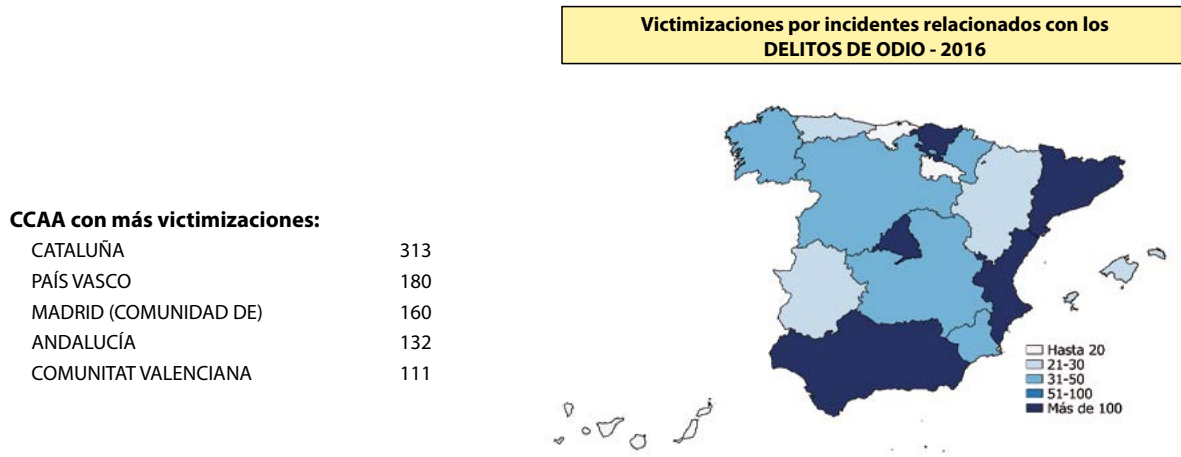 Victimizaciones por incidentes relacionados con los
DELITOS DE ODIO - 2016
CCAA con más victimizaciones:
CATALUÑA 313
PAÍS VASCO 180
MADRID (COMUNIDAD DE) 160
ANDALUCÍA 132
COMUNITAT VALENCIANA 111
Hasta 20
21-30
31-50
51-100
Más de 100